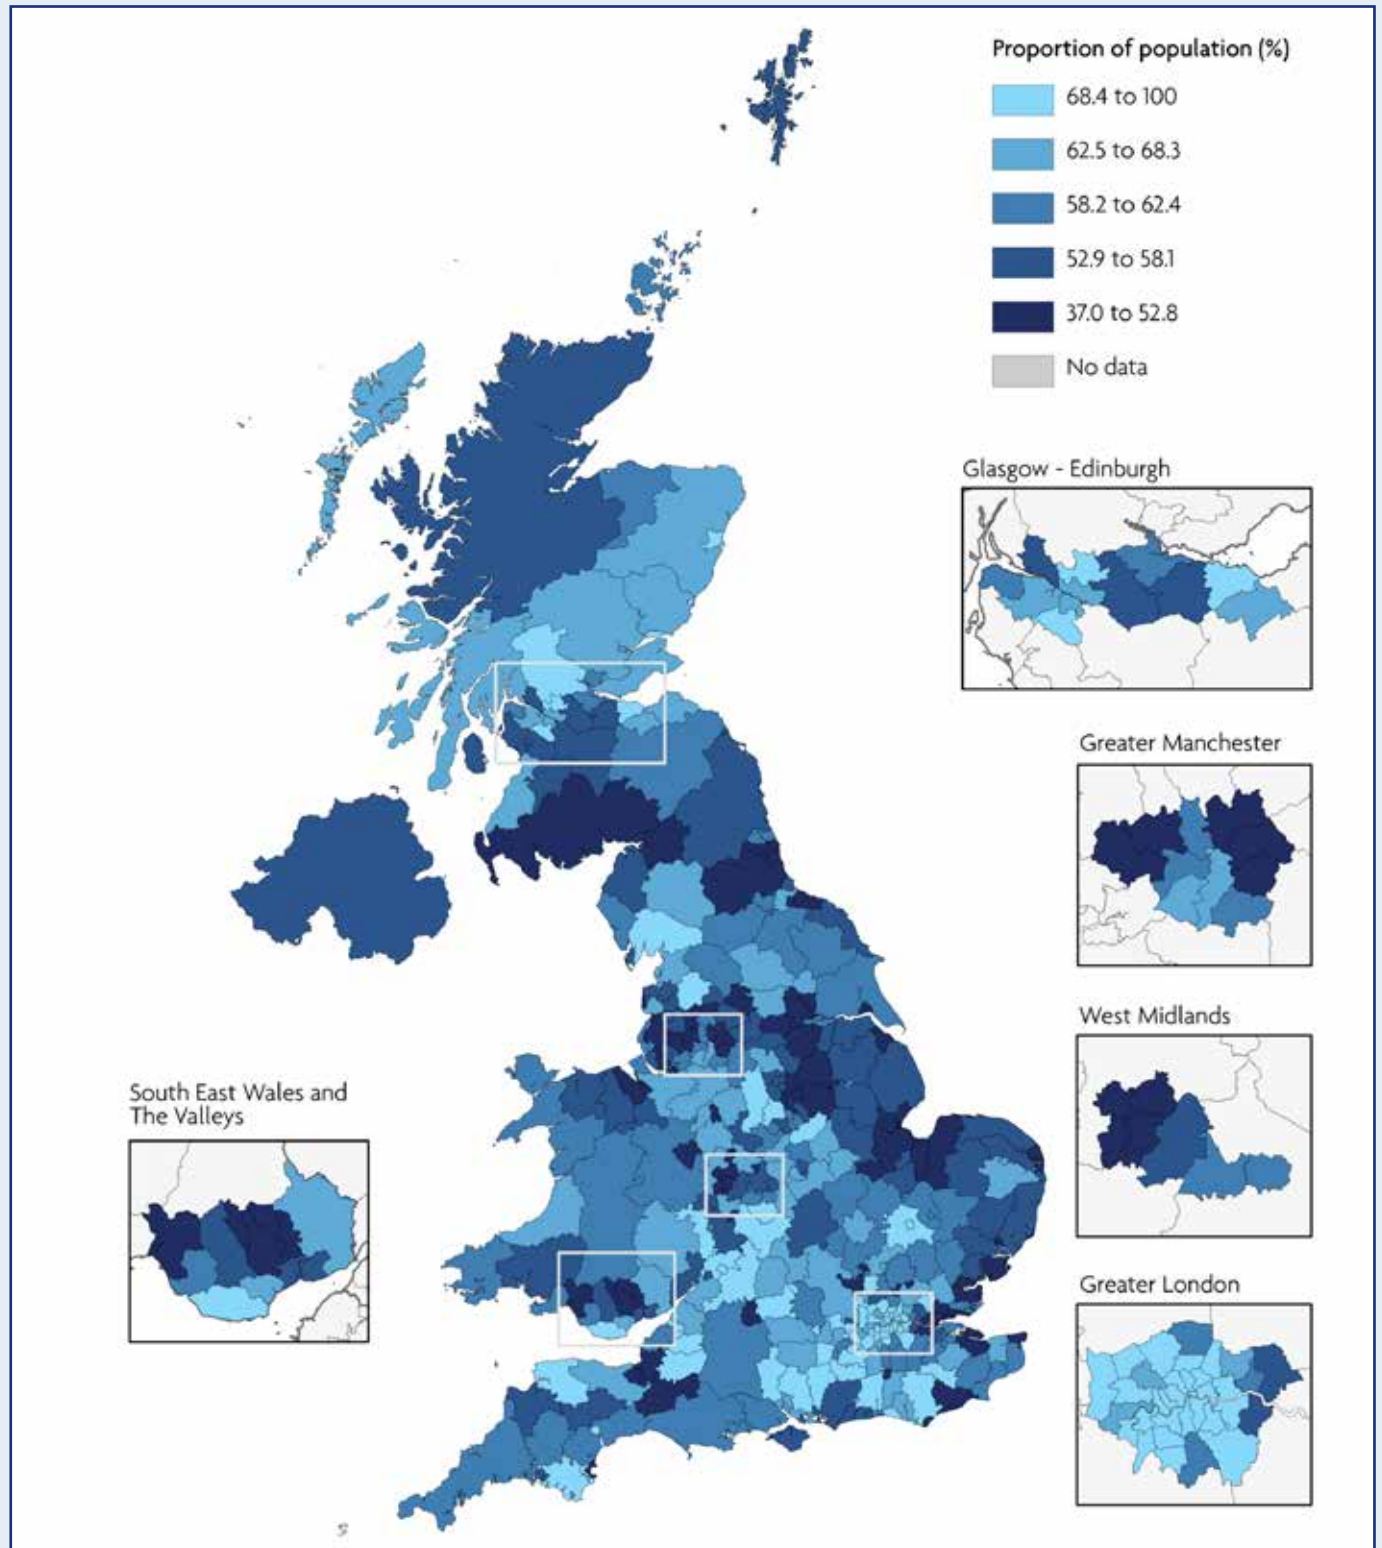 Proportion of population (%)
68.4 to 100
62.5 to 68.3
58.2 to 62.4
52.9 to 58.1
37.0 to 52.8
No data
Glasgow - Edinburgh
Greater Manchester
West Midlands
South East Wales and
The Valleys
Greater London